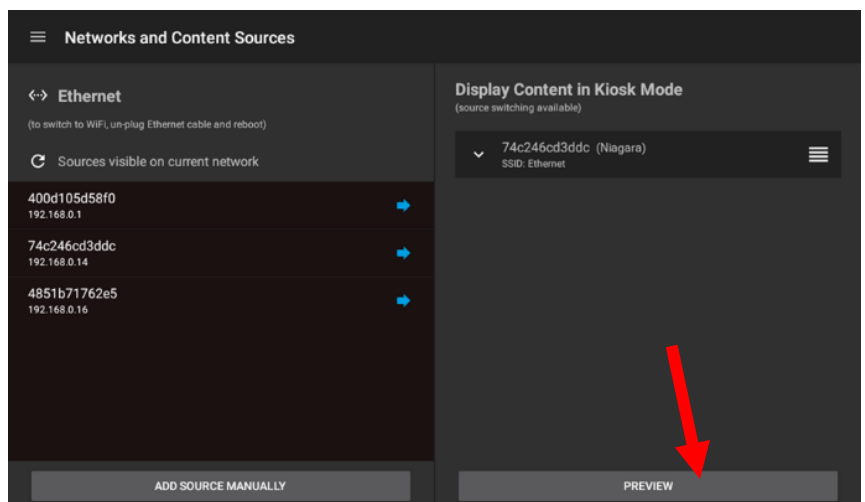 Networks and Content Sources
Ethernet
(to switch to WiFi, un-plug Ethernet cable and reboot)
Sources visible on current network
400d105d58f0
192.168.0.1
74c246cd3ddc
192.168.0.14
4851b71762e5
192.168.0.16
ADD SOURCE MANUALLY
Display Content in Kiosk Mode
(source switching available)
74c246cd3ddc (Niagara)
SSID: Ethernet
PREVIEW